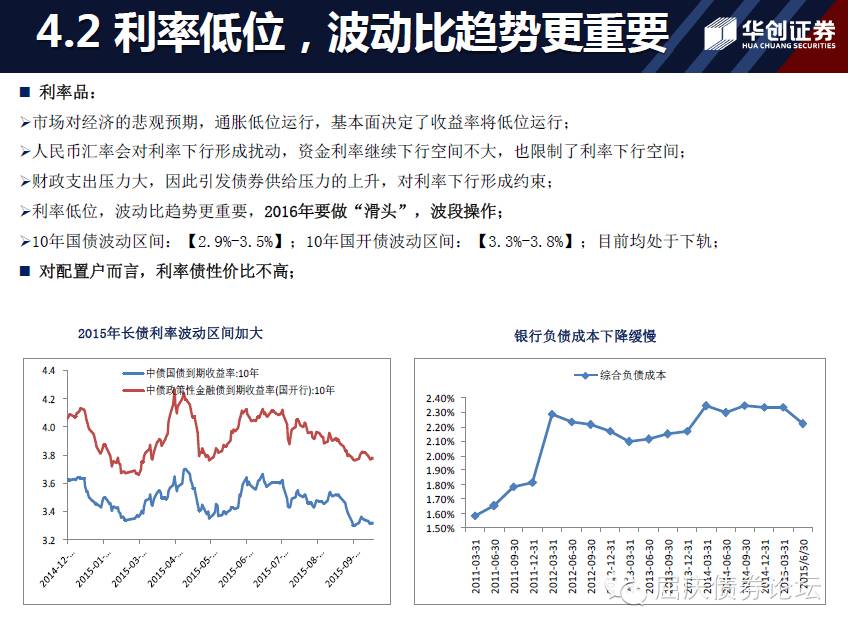 4.2 利率低位，波动比趋势更重要
华创证券
HUA CHUANG SECURITIES
■ 利率品：
➢市场对经济的悲观预期，通胀低位运行，基本面决定了收益率将低位运行；
➢人民币汇率会对利率下行形成扰动，资金利率继续下行空间不大，也限制了利率下行空间；
➢财政支出压力大，因此引发债券供给压力的上升，对利率下行形成约束；
➢利率低位，波动比趋势更重要，2016年要做“滑头”，波段操作；
➢10年国债波动区间：【2.9%-3.5%】；10年国开债波动区间：【3.3%-3.8%】；目前均处于下轨；
■ 对配置户而言，利率债性价比不高；
2015年长债利率波动区间加大
中债国债到期收益率:10年
中债政策性金融债到期收益率(国开行):10年
4.4
4.2
4.0
3.8
3.6
3.4
3.2
2014-12-...
2015-01-...
2015-03-...
2015-04-...
2015-05-...
2015-06-...
2015-07-...
2015-08-...
2015-09-...
银行负债成本下降缓慢
综合负债成本
2.40%
2.30%
2.20%
2.10%
2.00%
1.90%
1.80%
1.70%
1.60%
1.50%
2011-03-31
2011-06-30
2011-09-30
2011-12-31
2012-03-31
2012-06-30
2012-09-30
2012-12-31
2013-03-31
2013-06-30
2013-09-30
2013-12-31
2014-03-31
2014-06-30
2014-09-30
2014-12-31
2015-03-31
2015/6/30
屈庆债券论坛